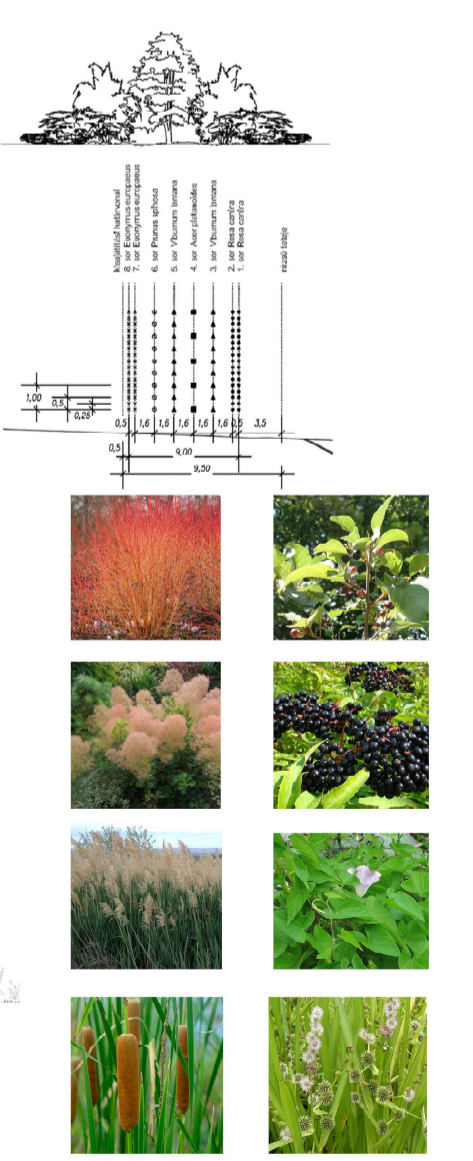 kisajátítási határvonal
8. sor Euonymus europaeus
7. sor Euonymus europaeus
6. sor Prunus spinosa
5. sor Viburnum lantana
4. sor Acer platanoides
3. sor Viburnum lantana
2. sor Rosa canina
1. sor Rosa canina
rézsű teteje
1,00
0,5
0,25
0,5 1,6 1,6 1,6 1,6 1,6 0,5 3,5
0,5
9,00
9,50